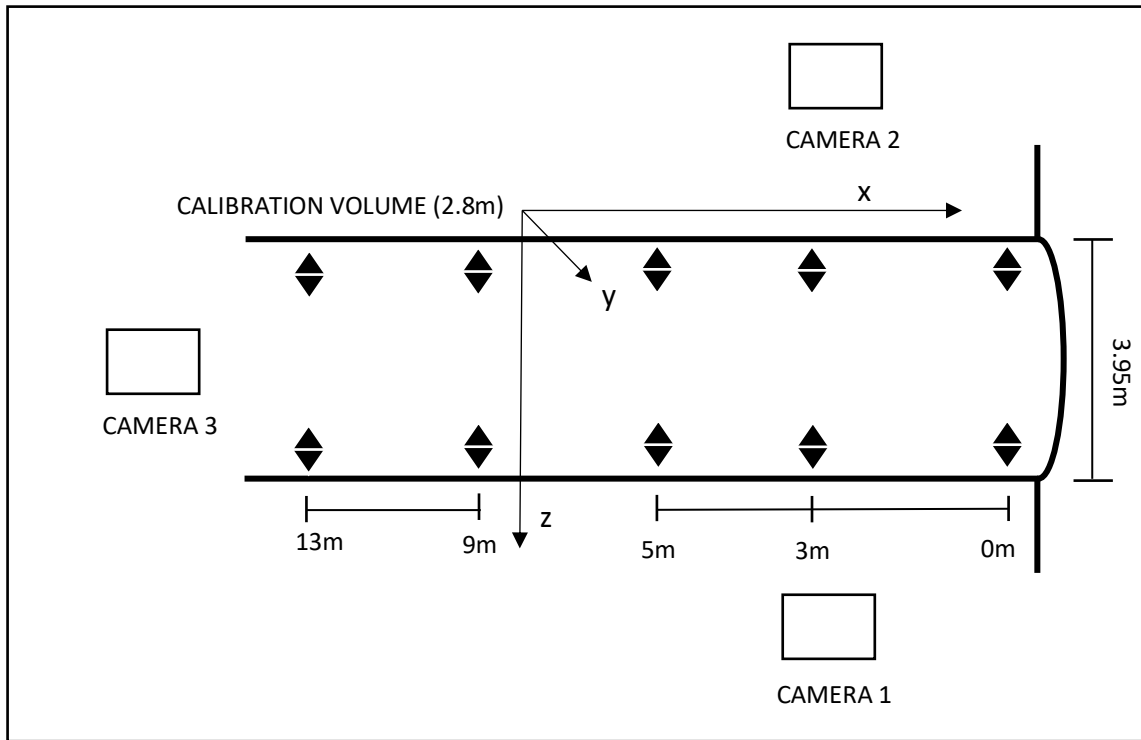 CAMERA 2
CALIBRATION VOLUME (2.8m)
x
y
3.95m
CAMERA 3
z
13m
9m
5m
3m
0m
CAMERA 1